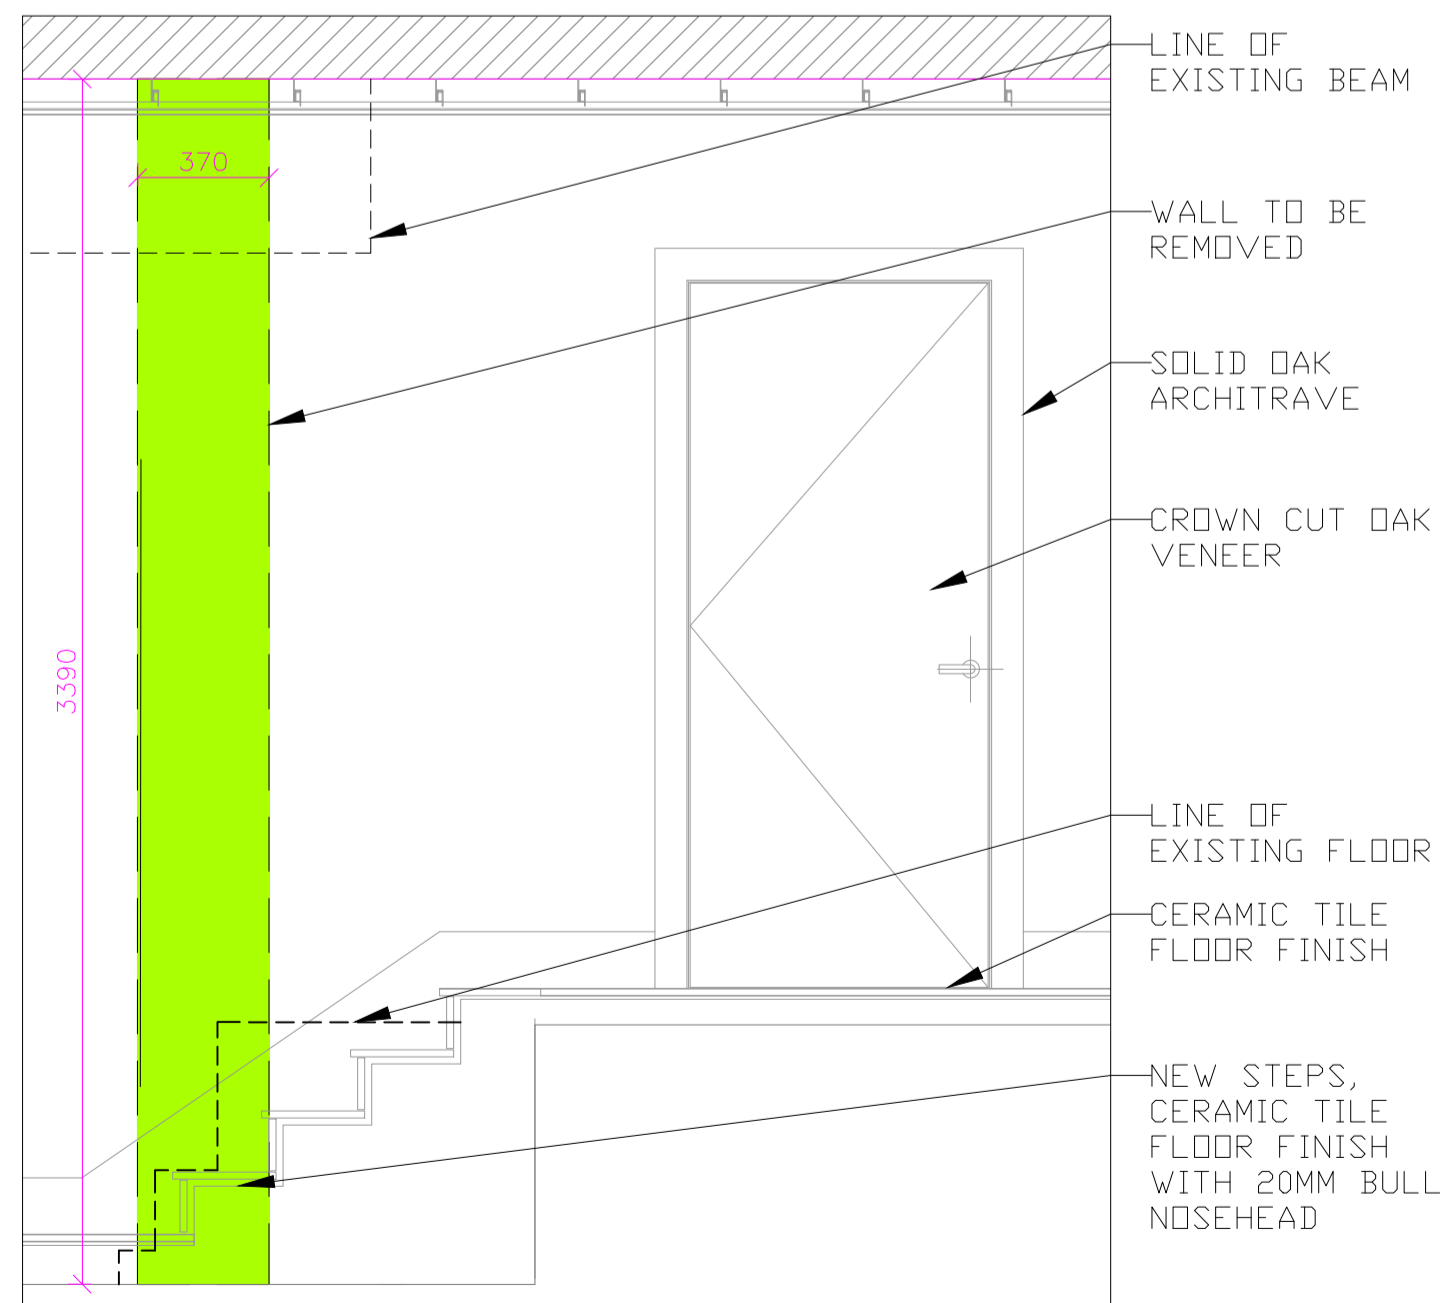 LINE OF
EXISTING BEAM
370
WALL TO BE
REMOVED
SOLID OAK
ARCHITRAVE
CROWN CUT OAK
VENEER
3390
LINE OF
EXISTING FLOOR
CERAMIC TILE
FLOOR FINISH
NEW STEPS,
CERAMIC TILE
FLOOR FINISH
WITH 20MM BULL
NOSEHEAD